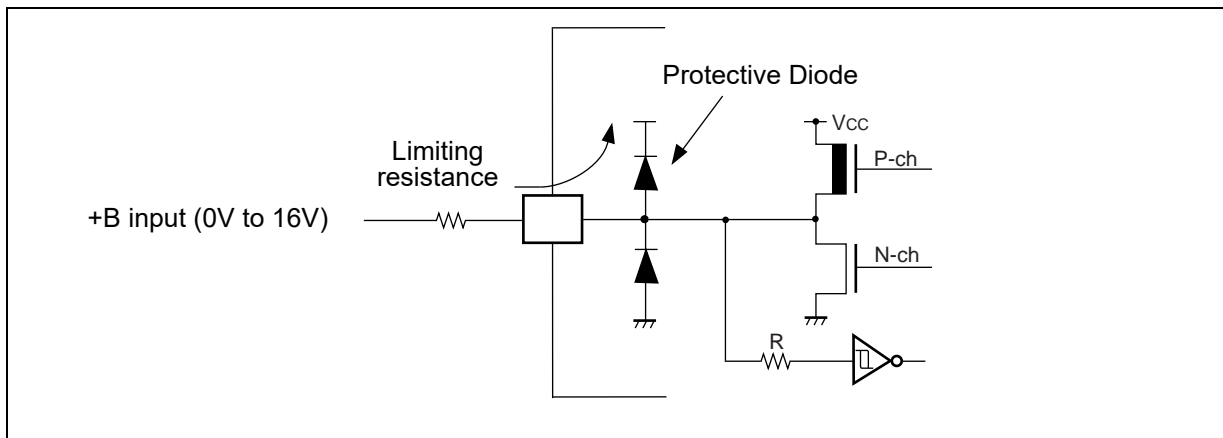 Protective Diode
VCC
Limiting
resistance
P-ch
+B input (0V to 16V)
N-ch
R